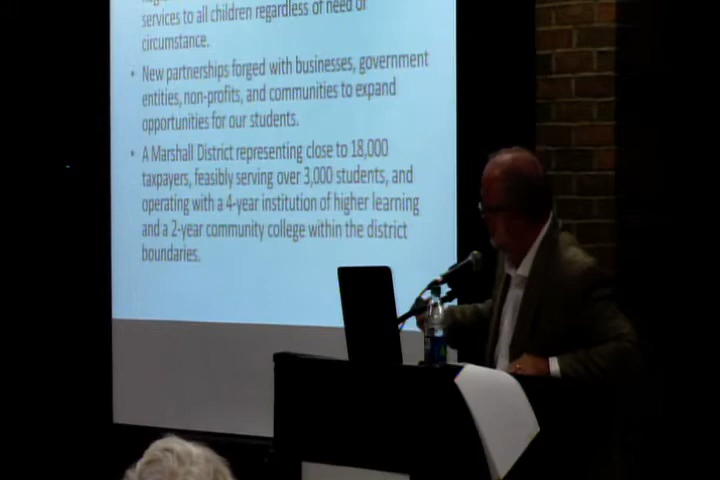 services to all children regardless of need or
circumstance.
• New partnerships forged with businesses, government
entities, non-profits, and communities to expand
opportunities for our students.
• A Marshall District representing close to 18,000
taxpayers, feasibly serving over 3,000 students, and
operating with a 4-year institution of higher learning
and a 2-year community college within the district
boundaries.